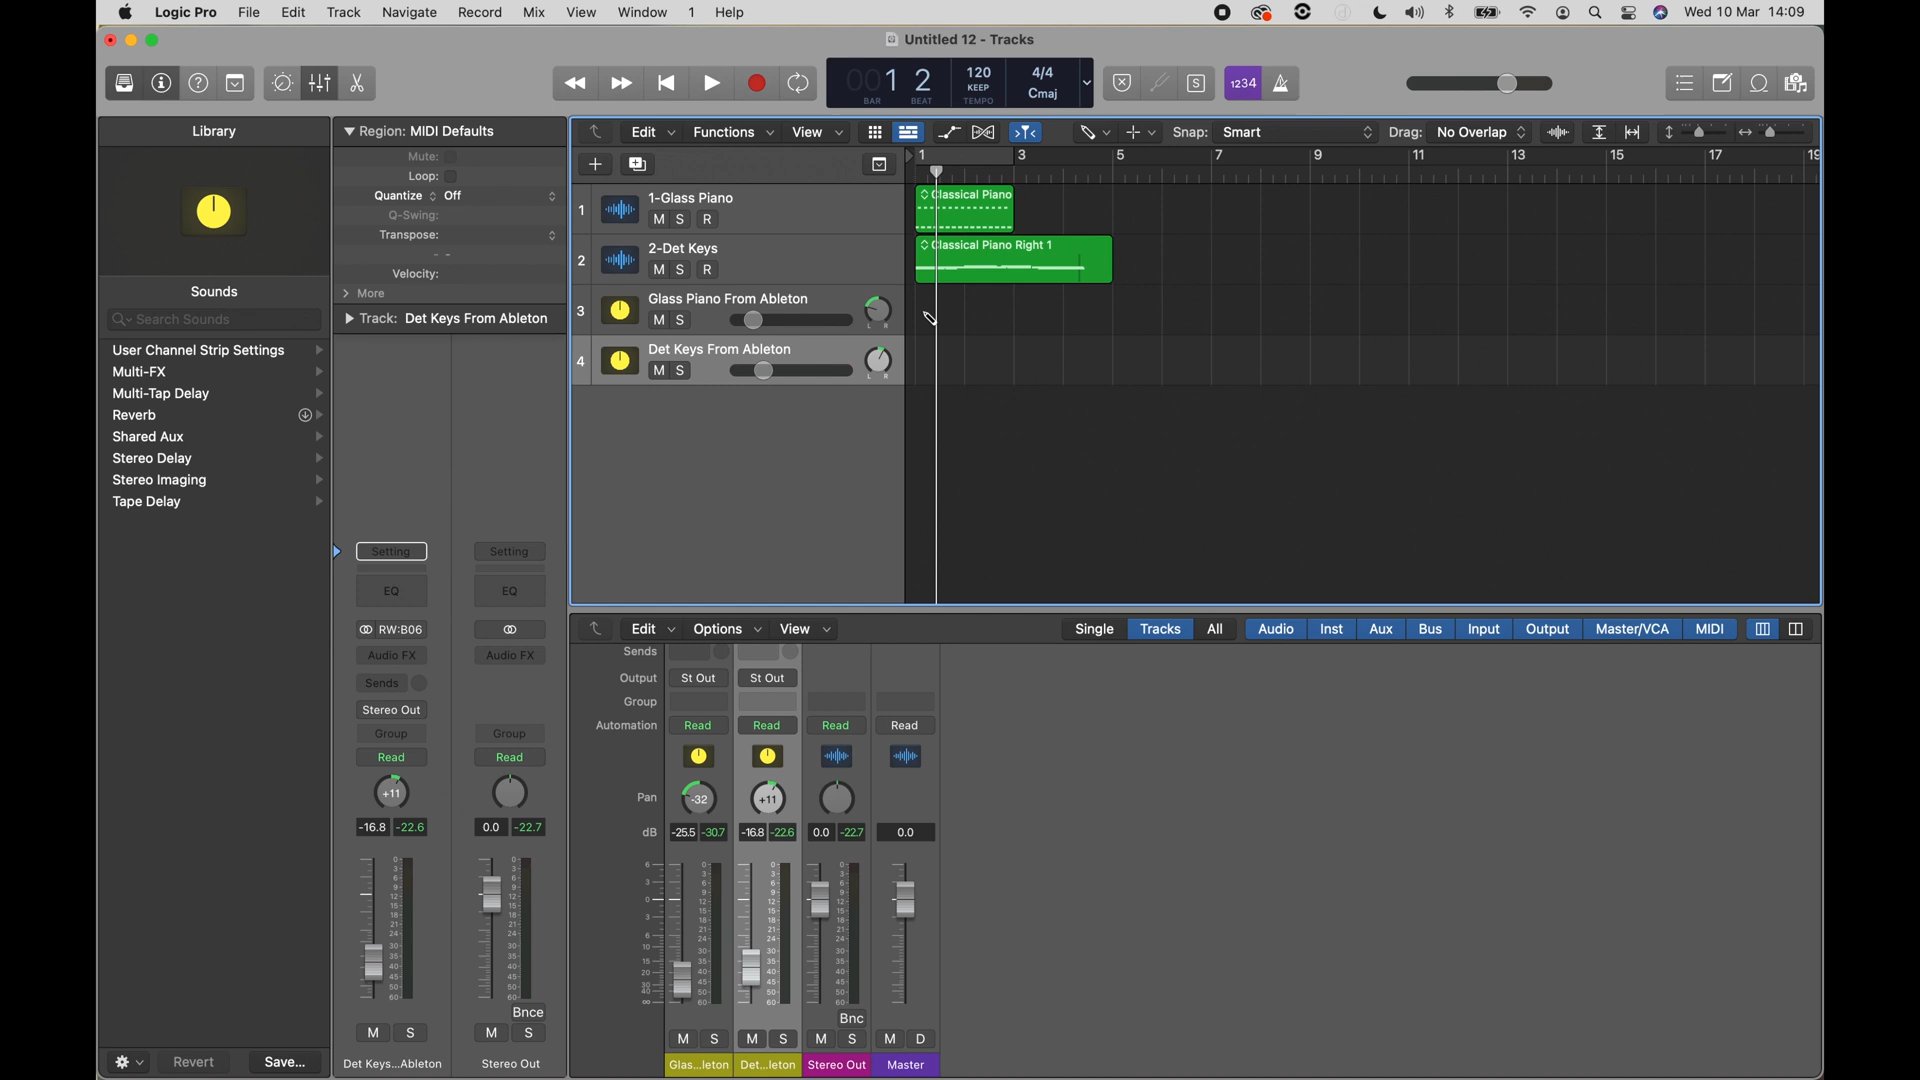 Logic Pro File Edit Track Navigate Record Mix View Window 1 Help Wed 10 Mar 14:09
Untitled 12 - Tracks
001 2 120 4/4
KEEP Cmaj
BAR BEAT TEMPO
S 1234
Library
Region: MIDI Defaults
Edit Functions View Snap: Smart Drag: No Overlap
Mute:
Loop:
Quantize Off
Q-Swing:
Transpose:
- -
Velocity:
More
Track: Det Keys From Ableton
1 3 5 7 9 11 13 15 17 19
1 1-Glass Piano
M S R
Classical Piano
2 2-Det Keys
M S R
Classical Piano Right 1
3 Glass Piano From Ableton
M S L R
4 Det Keys From Ableton
M S L R
Sounds
Search Sounds
User Channel Strip Settings
Multi-FX
Multi-Tap Delay
Reverb
Shared Aux
Stereo Delay
Stereo Imaging
Tape Delay
Setting Setting
EQ EQ
RW:B06
Audio FX Audio FX
Sends
Stereo Out
Group Group
Read Read
+11
-16.8 -22.6 0.0 -22.7
Bnce
M S M S
Det Keys...Ableton Stereo Out
Revert Save...
Edit Options View Single Tracks All Audio Inst Aux Bus Input Output Master/VCA MIDI
Sends
Output St Out St Out
Group
Automation Read Read Read Read
Pan -32 +11
dB -25.5 -30.7 -16.8 -22.6 0.0 -22.7 0.0
Bnc
M S M S M S M D
Glas...leton Det...leton Stereo Out Master